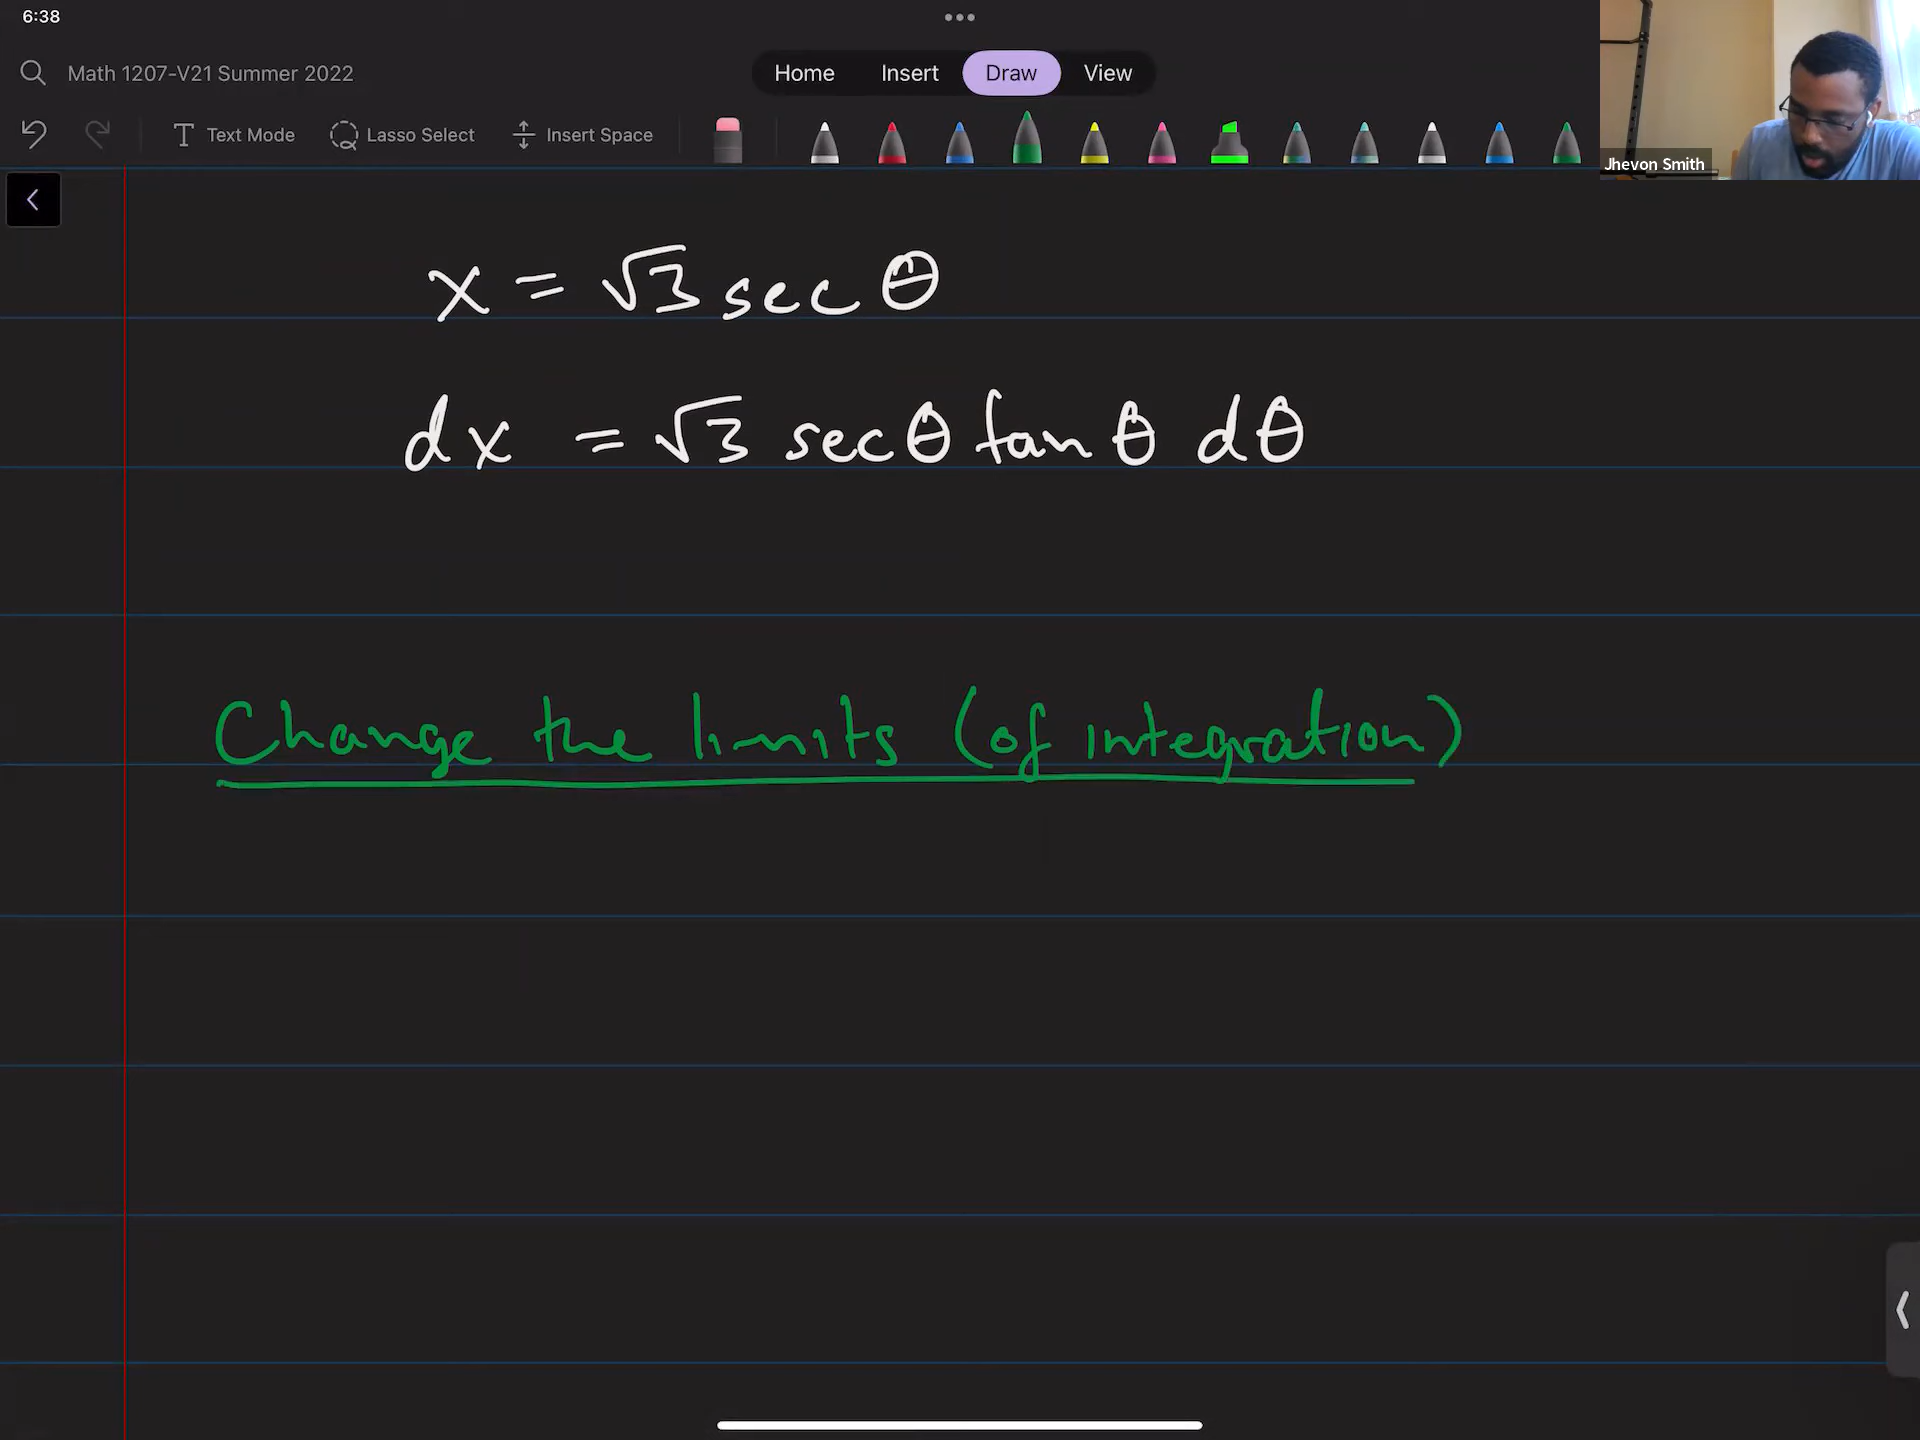 6:38
Math 1207-V21 Summer 2022
Home Insert Draw View
Text Mode Lasso Select Insert Space
Jhevon Smith
x = √3 sec θ
dx = √3 sec θ tan θ dθ
Change the limits (of integration)